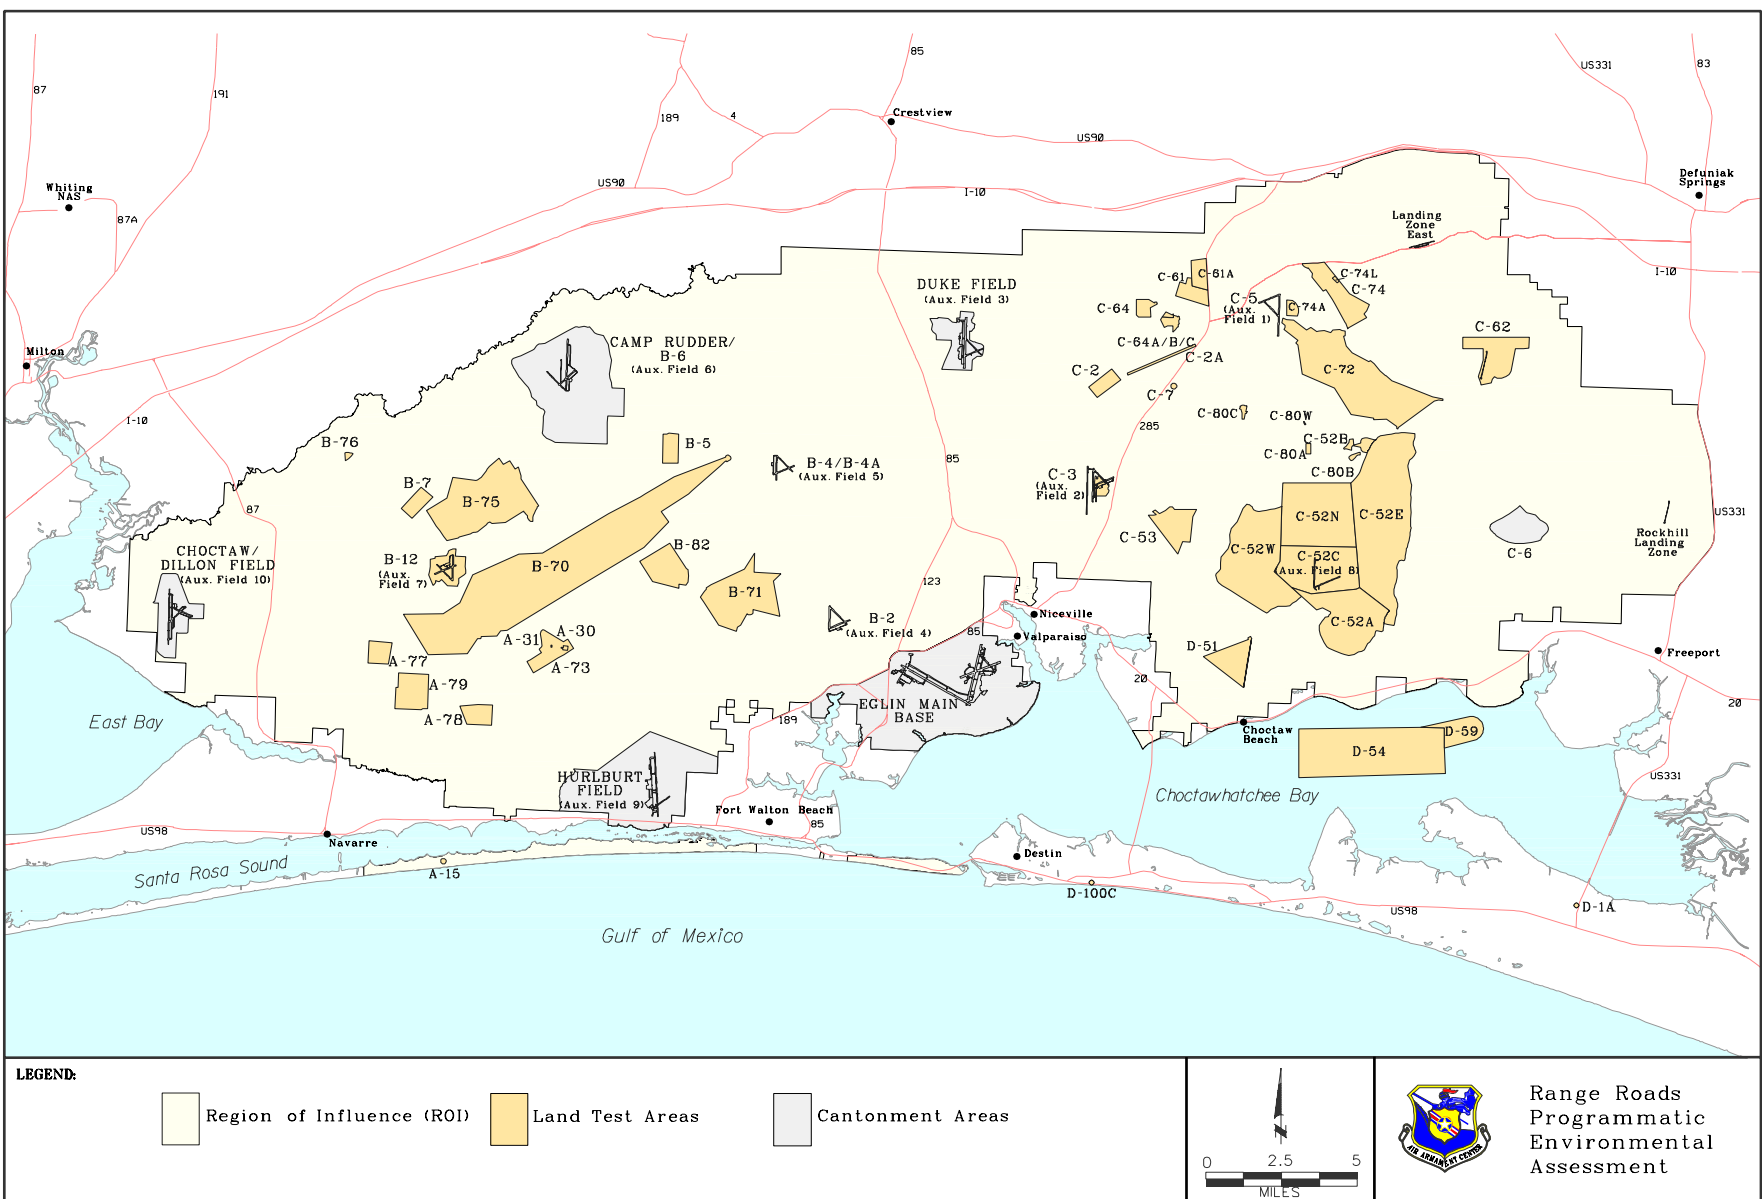 85
US331
83
87
191
189
4
Crestview
US90
Whiting
NAS
87A
US90
I-10
Defuniak
Springs
Landing
Zone
East
I-10
C-61
C-61A
C-74L
C-74
DUKE FIELD
(Aux. Field 3)
C-64
C-5
(Aux.
Field 1)
C-74A
C-62
Milton
CAMP RUDDER/
B-6
(Aux. Field 6)
C-64A/B/C
C-2A
C-2
C-7
C-72
I-10
C-80C
C-80W
285
B-76
B-5
C-52B
C-80A
C-80B
B-4/B-4A
(Aux. Field 5)
85
C-3
(Aux.
Field 2)
B-7
B-75
87
C-52N
C-52E
US331
C-53
C-52W
C-6
Rockhill
Landing
Zone
CHOCTAW/
DILLON FIELD
(Aux. Field 10)
B-12
(Aux.
Field 7)
B-70
B-82
B-71
C-52C
(Aux. Field 8)
123
B-2
(Aux. Field 4)
85
Niceville
Valparaiso
C-52A
A-31
A-30
A-73
A-77
A-79
A-78
D-51
Freeport
20
20
EGLIN MAIN
BASE
189
East Bay
Choctaw
Beach
D-59
D-54
HURLBURT
FIELD
(Aux. Field 9)
US331
Choctawhatchee Bay
Fort Walton Beach
85
US98
Navarre
Santa Rosa Sound
A-15
Destin
D-100C
US98
D-1A
Gulf of Mexico
LEGEND:
Region of Influence (ROI)
Land Test Areas
Cantonment Areas
0 2.5 5
MILES
AIR ARMAMENT CENTER
Range Roads
Programmatic
Environmental
Assessment